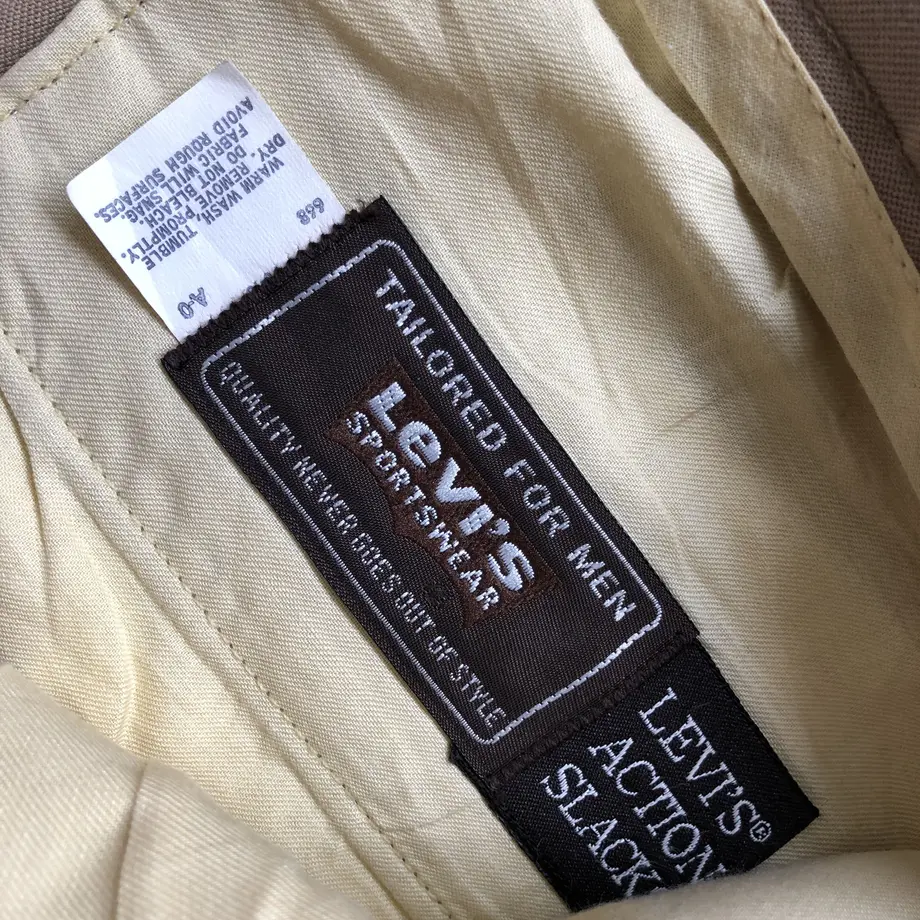 668
WARM WASH, TUMBLE
DRY. REMOVE PROMPTLY.
DO NOT BLEACH.
FABRIC WILL SNAG.
AVOID ROUGH SURFACES.
A-0
TAILORED FOR MEN
Levi's
SPORTSWEAR
QUALITY NEVER GOES OUT OF STYLE
LEVI'S®
ACTION
SLACK